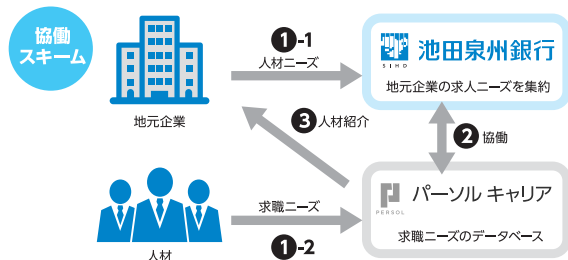 協働
スキーム
❶-1
人材ニーズ
地元企業
池田泉州銀行
SIHD
地元企業の求人ニーズを集約
❸人材紹介
❷協働
人材
求職ニーズ
❶-2
パーソル キャリア
PERSOL
求職ニーズのデータベース